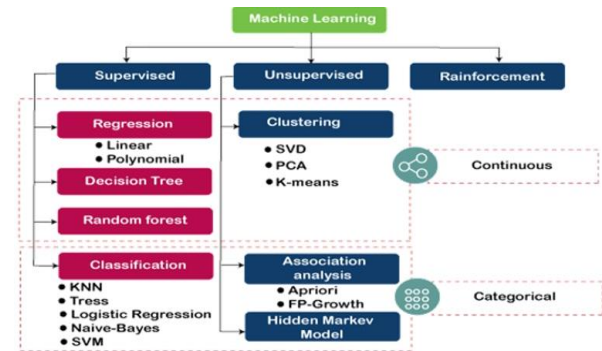 Machine Learning
Supervised
Unsupervised
Rainforcement
Regression
● Linear
● Polynomial
Decision Tree
Random forest
Clustering
● SVD
● PCA
● K-means
Continuous
Classification
● KNN
● Tress
● Logistic Regression
● Naive-Bayes
● SVM
Association
analysis
● Apriori
● FP-Growth
Hidden Markev
Model
Categorical